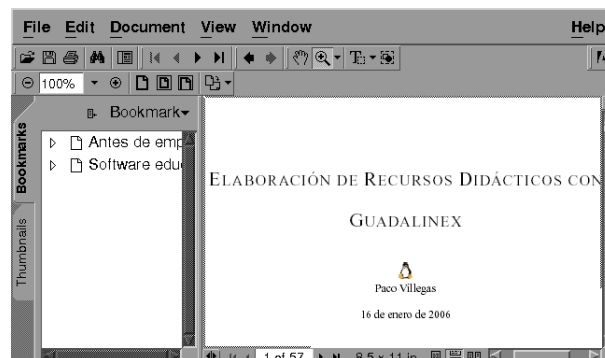 File Edit Document View Window Help
100%
Bookmarks
Thumbnails
Bookmark
Antes de emp
Software edu
ELABORACIÓN DE RECURSOS DIDÁCTICOS CON
GUADALINEX
Paco Villegas
16 de enero de 2006
1 of 57 8.5 x 11 in